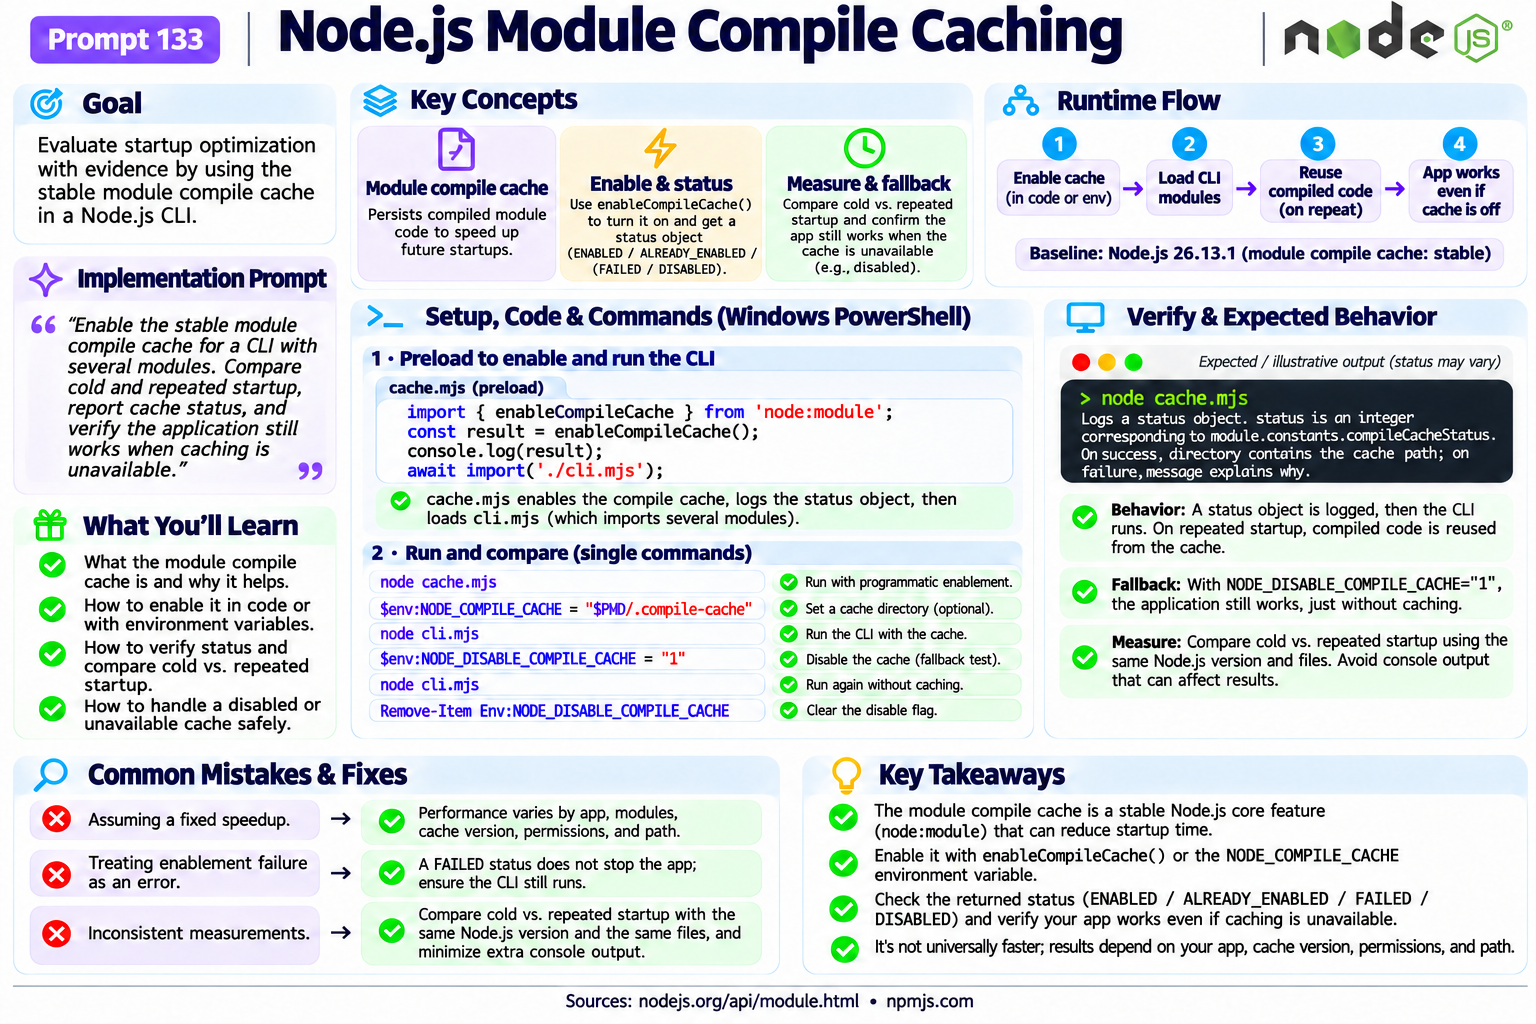 Prompt 133
Node.js Module Compile Caching
node JS ®
Goal
Evaluate startup optimization
with evidence by using the
stable module compile cache
in a Node.js CLI.
Implementation Prompt
“Enable the stable module
compile cache for a CLI with
several modules. Compare
cold and repeated startup,
report cache status, and
verify the application still
works when caching is
unavailable.”
What You’ll Learn
What the module compile
cache is and why it helps.
How to enable it in code or
with environment variables.
How to verify status and
compare cold vs. repeated
startup.
How to handle a disabled or
unavailable cache safely.
Key Concepts
Module compile cache
Persists compiled module
code to speed up
future startups.
Enable & status
Use enableCompileCache()
to turn it on and get a
status object
(ENABLED / ALREADY_ENABLED /
(FAILED / DISABLED).
Measure & fallback
Compare cold vs. repeated
startup and confirm the
app still works when the
cache is unavailable
(e.g., disabled).
Runtime Flow
1
Enable cache
(in code or env)
2
Load CLI
modules
3
Reuse
compiled code
(on repeat)
4
App works
even if
cache is off
Baseline: Node.js 26.13.1 (module compile cache: stable)
Setup, Code & Commands (Windows PowerShell)
1 • Preload to enable and run the CLI
cache.mjs (preload)
import { enableCompileCache } from 'node:module';
const result = enableCompileCache();
console.log(result);
await import('./cli.mjs');
cache.mjs enables the compile cache, logs the status object, then
loads cli.mjs (which imports several modules).
2 • Run and compare (single commands)
node cache.mjs
Run with programmatic enablement.
$env:NODE_COMPILE_CACHE = "$PMD/.compile-cache"
Set a cache directory (optional).
node cli.mjs
Run the CLI with the cache.
$env:NODE_DISABLE_COMPILE_CACHE = "1"
Disable the cache (fallback test).
node cli.mjs
Run again without caching.
Remove-Item Env:NODE_DISABLE_COMPILE_CACHE
Clear the disable flag.
Verify & Expected Behavior
Expected / illustrative output (status may vary)
> node cache.mjs
Logs a status object. status is an integer
corresponding to module.constants.compileCacheStatus.
On success, directory contains the cache path; on
failure, message explains why.
Behavior: A status object is logged, then the CLI
runs. On repeated startup, compiled code is reused
from the cache.
Fallback: With NODE_DISABLE_COMPILE_CACHE="1",
the application still works, just without caching.
Measure: Compare cold vs. repeated startup using the
same Node.js version and files. Avoid console output
that can affect results.
Common Mistakes & Fixes
Assuming a fixed speedup.
Performance varies by app, modules,
cache version, permissions, and path.
Treating enablement failure
as an error.
A FAILED status does not stop the app;
ensure the CLI still runs.
Inconsistent measurements.
Compare cold vs. repeated startup with the
same Node.js version and the same files, and
minimize extra console output.
Key Takeaways
The module compile cache is a stable Node.js core feature
(node:module) that can reduce startup time.
Enable it with enableCompileCache() or the NODE_COMPILE_CACHE
environment variable.
Check the returned status (ENABLED / ALREADY_ENABLED / FAILED /
DISABLED) and verify your app works even if caching is unavailable.
It's not universally faster; results depend on your app, cache version, permissions, and path.
Sources: nodejs.org/api/module.html • npmjs.com